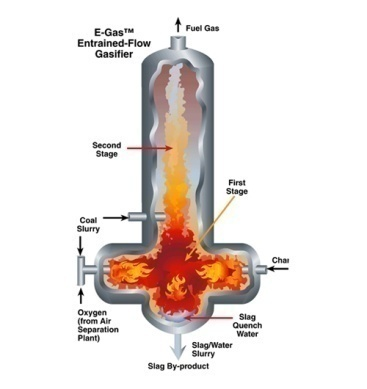 E-Gas™
Entrained-Flow
Gasifier
Fuel Gas
Second
Stage
First
Stage
Coal
Slurry
Char
Oxygen
(from Air
Separation
Plant)
Slag
Quench
Water
Slag/Water
Slurry
Slag By-product